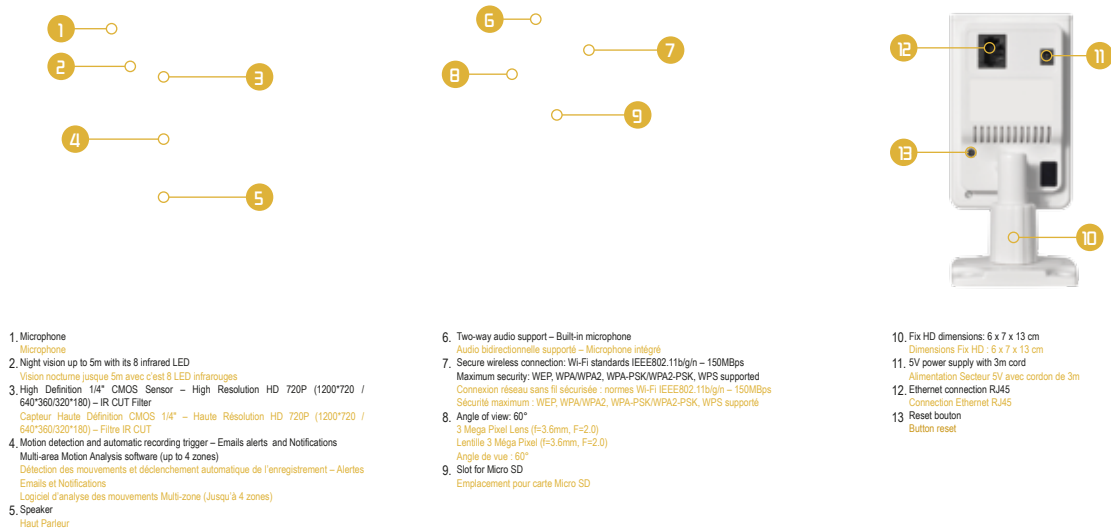 1
2
3
4
5
6
7
8
9
12
11
13
10
1. Microphone
Microphone
2. Night vision up to 5m with its 8 infrared LED
Vision nocturne jusque 5m avec c'est 8 LED infrarouges
3. High Definition 1/4" CMOS Sensor – High Resolution HD 720P (1200*720 /
640*360/320*180) – IR CUT Filter
Capteur Haute Définition CMOS 1/4" – Haute Résolution HD 720P (1200*720 /
640*360/320*180) – Filtre IR CUT
4. Motion detection and automatic recording trigger – Emails alerts and Notifications
Multi-area Motion Analysis software (up to 4 zones)
Détection des mouvements et déclenchement automatique de l'enregistrement – Alertes
Emails et Notifications
Logiciel d'analyse des mouvements Multi-zone (Jusqu'à 4 zones)
5. Speaker
Haut Parleur
6. Two-way audio support – Built-in microphone
Audio bidirectionnelle supporté – Microphone intégré
7. Secure wireless connection: Wi-Fi standards IEEE802.11b/g/n – 150MBps
Maximum security: WEP, WPA/WPA2, WPA-PSK/WPA2-PSK, WPS supported
Connexion réseau sans fil sécurisée : normes Wi-Fi IEEE802.11b/g/n – 150MBps
Sécurité maximum : WEP, WPA/WPA2, WPA-PSK/WPA2-PSK, WPS supporté
8. Angle of view: 60°
3 Mega Pixel Lens (f=3.6mm, F=2.0)
Lentille 3 Méga Pixel (f=3.6mm, F=2.0)
Angle de vue : 60°
9. Slot for Micro SD
Emplacement pour carte Micro SD
10. Fix HD dimensions: 6 x 7 x 13 cm
Dimensions Fix HD : 6 x 7 x 13 cm
11. 5V power supply with 3m cord
Alimentation Secteur 5V avec cordon de 3m
12. Ethernet connection RJ45
Connection Ethernet RJ45
13 Reset bouton
Button reset